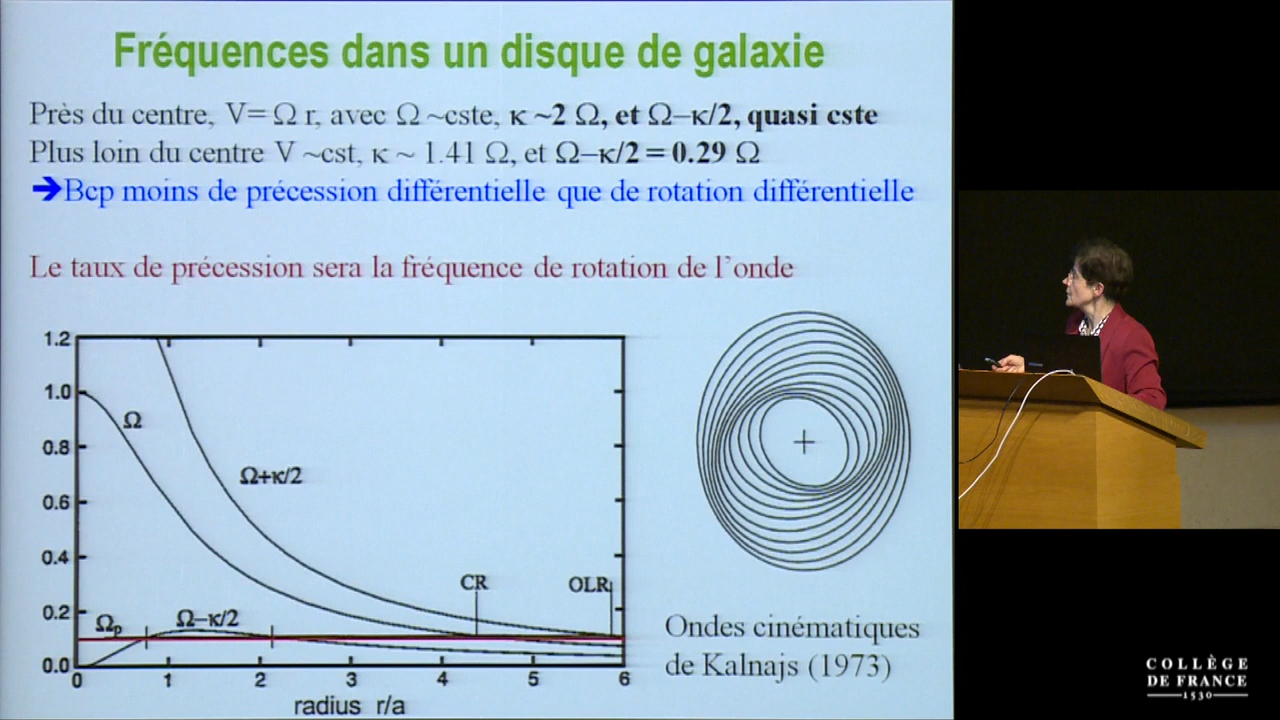 Fréquences dans un disque de galaxie
Près du centre, V= Ω r, avec Ω ~cste, κ ~2 Ω, et Ω–κ/2, quasi cste
Plus loin du centre V ~cst, κ ~ 1.41 Ω, et Ω–κ/2 = 0.29 Ω
➔Bcp moins de précession différentielle que de rotation différentielle
Le taux de précession sera la fréquence de rotation de l'onde
1.2
1.0
Ω
0.8
Ω+κ/2
0.6
0.4
CR
OLR
0.2
Ωp
Ω–κ/2
0.0
0 1 2 3 4 5 6
radius r/a
Ondes cinématiques
de Kalnajs (1973)
COLLÈGE
DE FRANCE
1530